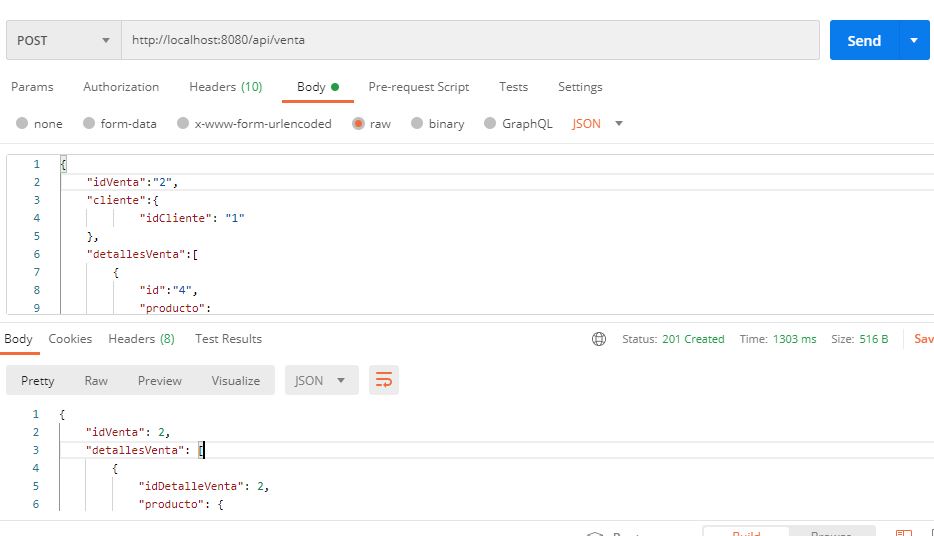 POST http://localhost:8080/api/venta Send
Params Authorization Headers (10) Body Pre-request Script Tests Settings
none form-data x-www-form-urlencoded raw binary GraphQL JSON
1 {
2 "idVenta":"2",
3 "cliente":{
4 "idCliente": "1"
5 },
6 "detallesVenta":[
7 {
8 "id":"4",
9 "producto":
Body Cookies Headers (8) Test Results Status: 201 Created Time: 1303 ms Size: 516 B
Pretty Raw Preview Visualize JSON
1 {
2 "idVenta": 2,
3 "detallesVenta": [
4 {
5 "idDetalleVenta": 2,
6 "producto": {
Build Browse